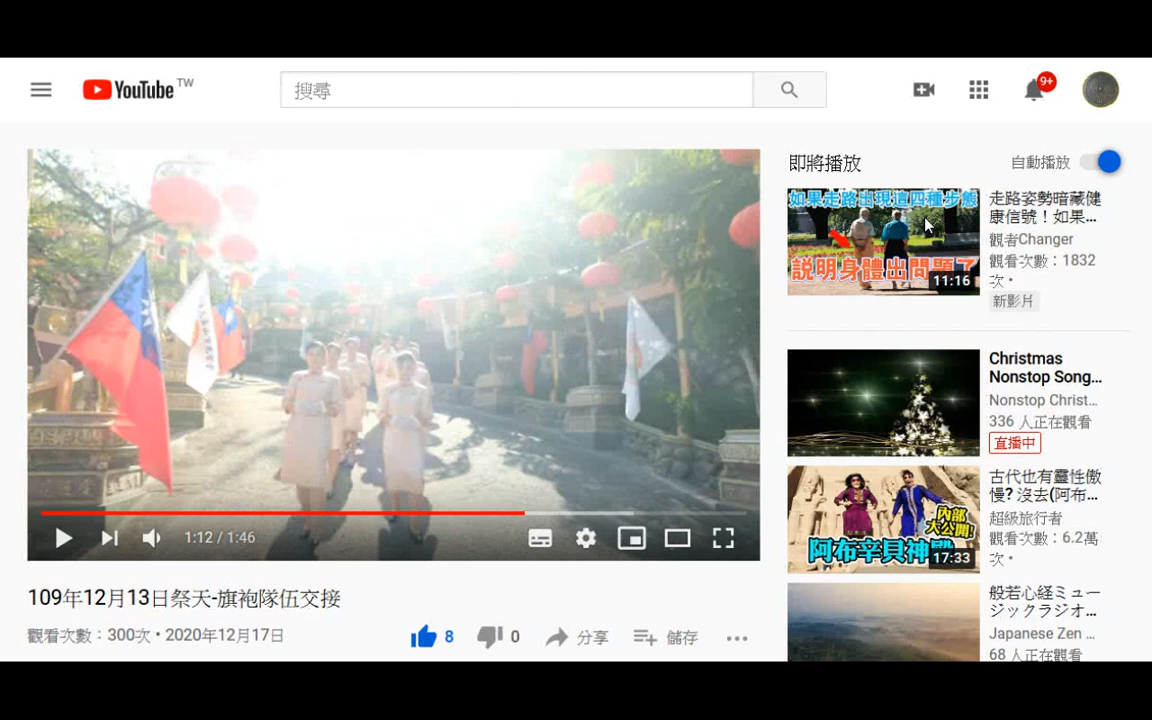 YouTube TW
搜尋
9+
即將播放
自動播放
如果走路出現這四種步態
説明身體出問題了
11:16
走路姿勢暗藏健
康信號！如果...
觀者Changer
觀看次數：1832
次・
新影片
Christmas
Nonstop Song...
Nonstop Christ...
336 人正在觀看
直播中
內部
大公開!
阿布辛貝神殿
17:33
古代也有靈性傲
慢? 沒去(阿布...
超級旅行者
觀看次數：6.2萬
次・
般若心経ミュー
ジックラジオ...
Japanese Zen ...
68 人正在觀看
1:12 / 1:46
109年12月13日祭天-旗袍隊伍交接
觀看次數：300次・2020年12月17日
8
0
分享
儲存